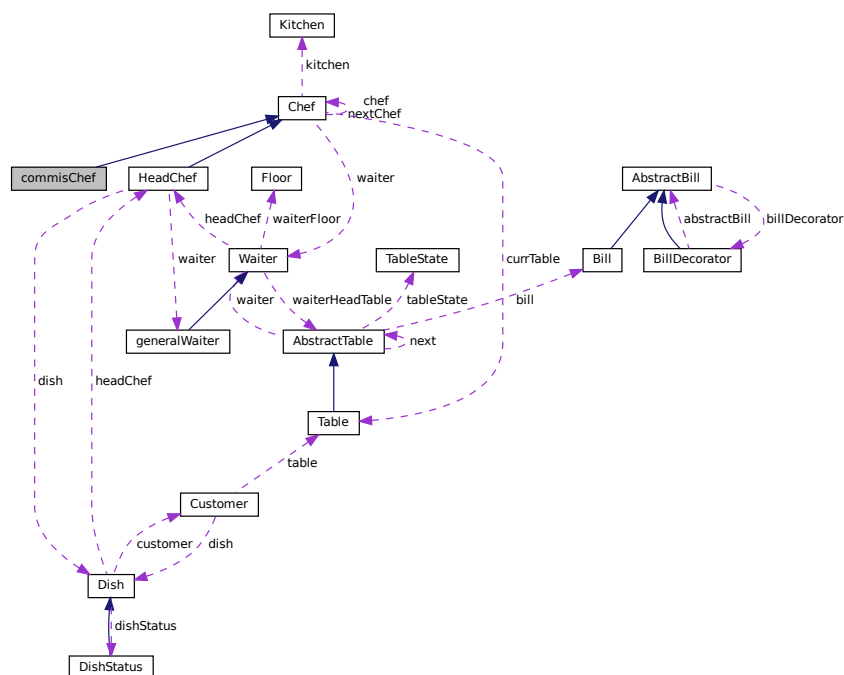 Kitchen
kitchen
Chef
chef
nextChef
commisChef
HeadChef
Floor
waiter
AbstractBill
headChef
waiterFloor
abstractBill
billDecorator
waiter
Waiter
TableState
currTable
Bill
BillDecorator
waiter
waiterHeadTable
tableState
bill
generalWaiter
AbstractTable
next
dish
headChef
Table
table
Customer
customer
dish
Dish
dishStatus
DishStatus